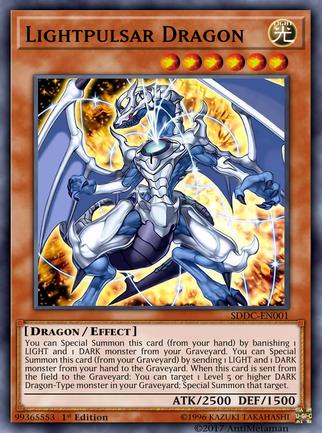 Lightpulsar Dragon
LIGHT
光
SDDC-EN001
[Dragon / Effect]
You can Special Summon this card (from your hand) by banishing 1
LIGHT and 1 DARK monster from your Graveyard. You can Special
Summon this card (from your Graveyard) by sending 1 LIGHT and 1 DARK
monster from your hand to the Graveyard. When this card is sent from
the field to the Graveyard: You can target 1 Level 5 or higher DARK
Dragon-Type monster in your Graveyard; Special Summon that target.
ATK/2500 DEF/1500
99365553 1st Edition ©1996 KAZUKI TAKAHASHI
©2017 AntiMetaman